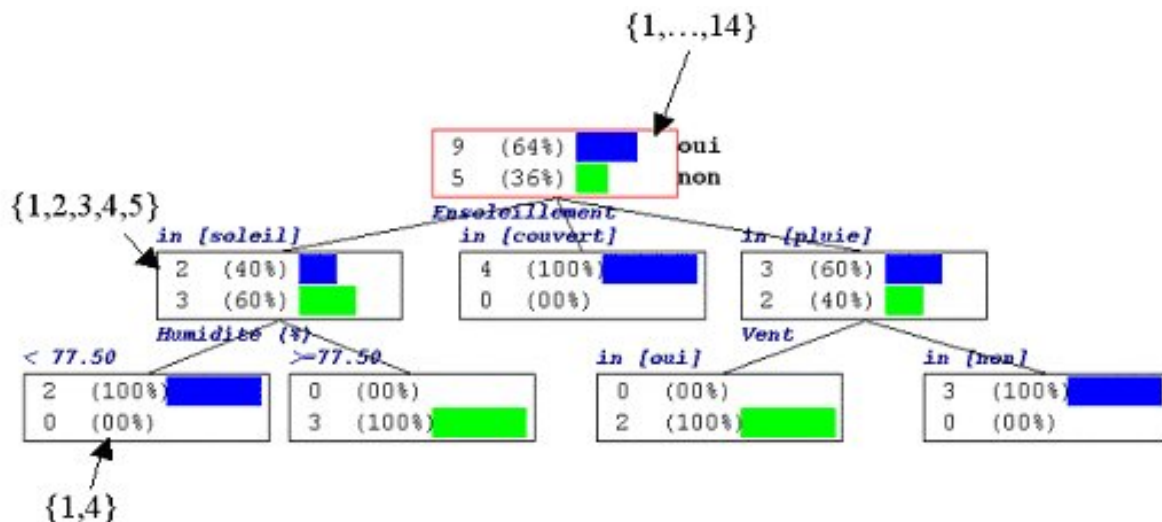 {1,…,14}
9 (64%) oui
5 (36%) non
{1,2,3,4,5}
Ensoleillement
in [soleil]
in [couvert]
in [pluie]
2 (40%)
3 (60%)
4 (100%)
0 (00%)
3 (60%)
2 (40%)
Humidité (%)
Vent
< 77.50
>=77.50
in [oui]
in [non]
2 (100%)
0 (00%)
0 (00%)
3 (100%)
0 (00%)
2 (100%)
3 (100%)
0 (00%)
{1,4}